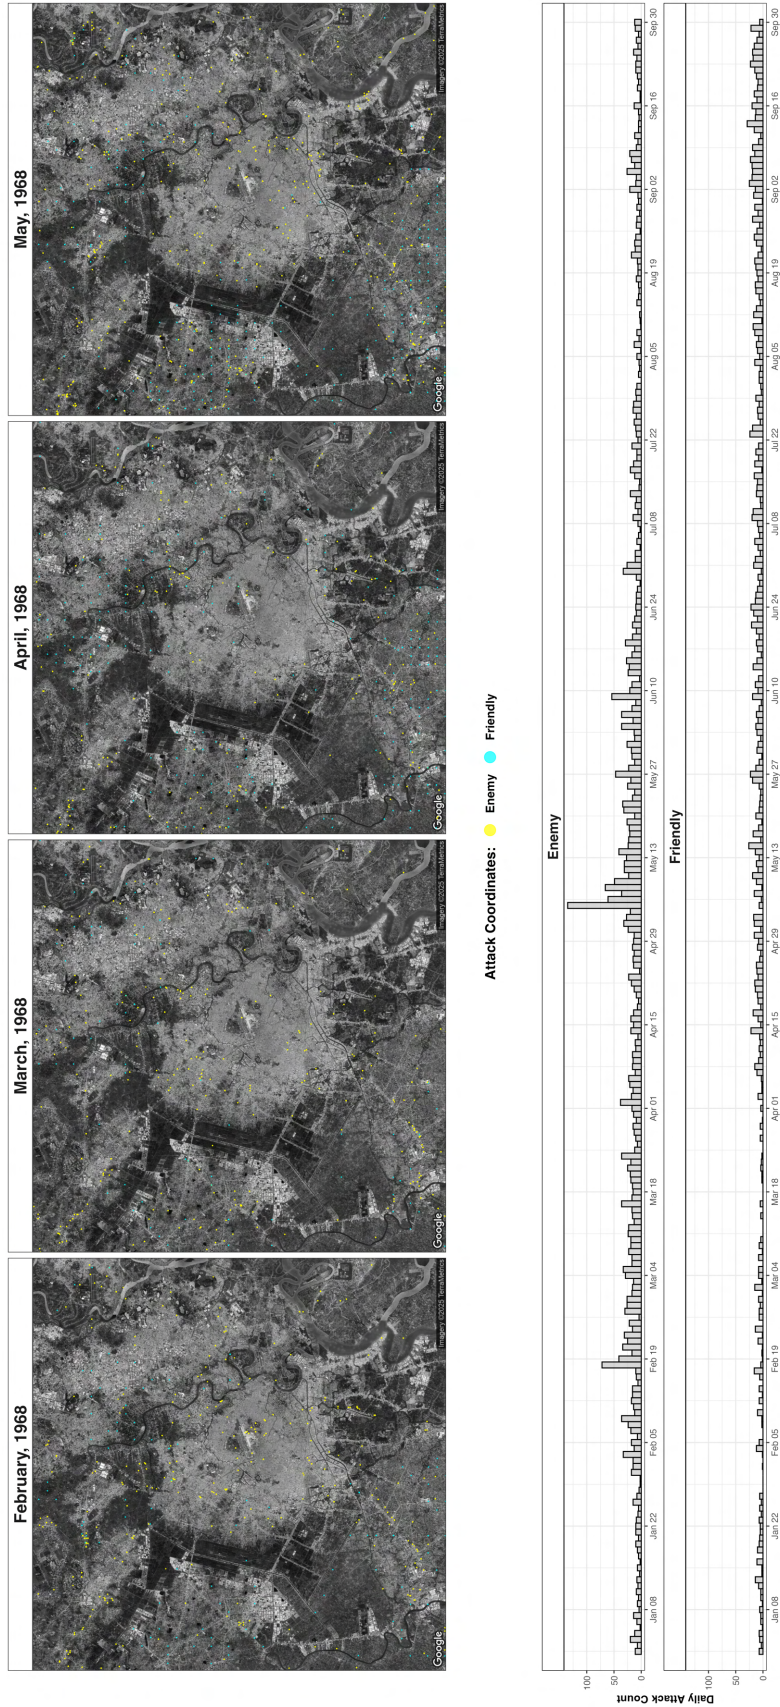 February, 1968
March, 1968
April, 1968
May, 1968
Google
Imagery ©2025 TerraMetrics
Google
Imagery ©2025 TerraMetrics
Google
Imagery ©2025 TerraMetrics
Google
Imagery ©2025 TerraMetrics
Attack Coordinates: Enemy Friendly
Daily Attack Count
Enemy
100
50
0
Jan 08 Jan 22 Feb 05 Feb 19 Mar 04 Mar 18 Apr 01 Apr 15 Apr 29 May 13 May 27 Jun 10 Jun 24 Jul 08 Jul 22 Aug 05 Aug 19 Sep 02 Sep 16 Sep 30
Friendly
100
50
0
Jan 08 Jan 22 Feb 05 Feb 19 Mar 04 Mar 18 Apr 01 Apr 15 Apr 29 May 13 May 27 Jun 10 Jun 24 Jul 08 Jul 22 Aug 05 Aug 19 Sep 02 Sep 16 Sep 30